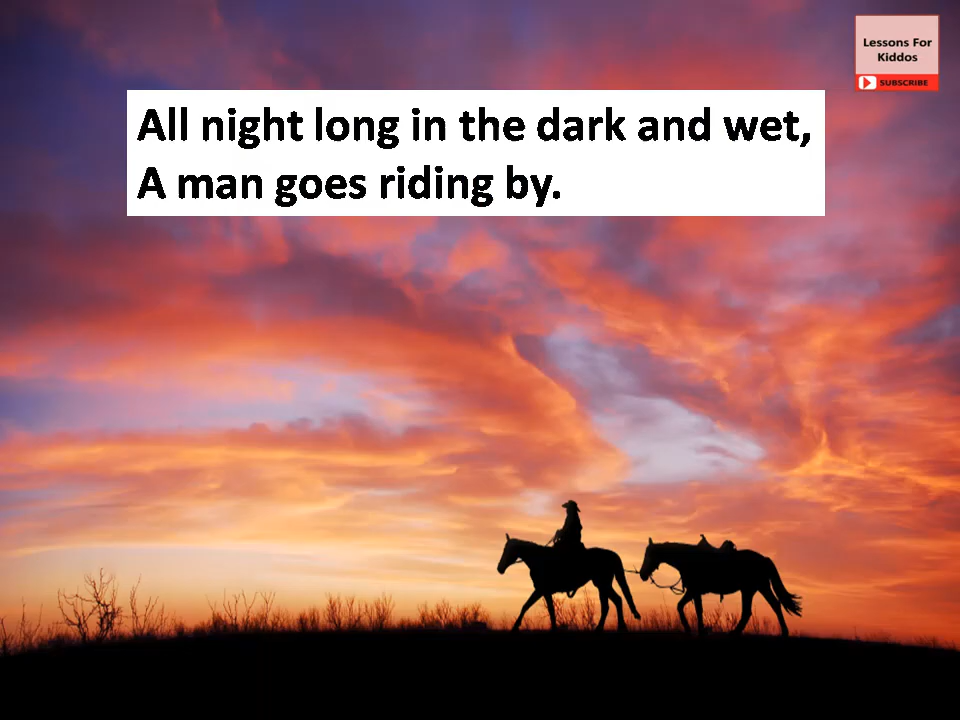 Lessons For
Kiddos
SUBSCRIBE
All night long in the dark and wet,
A man goes riding by.